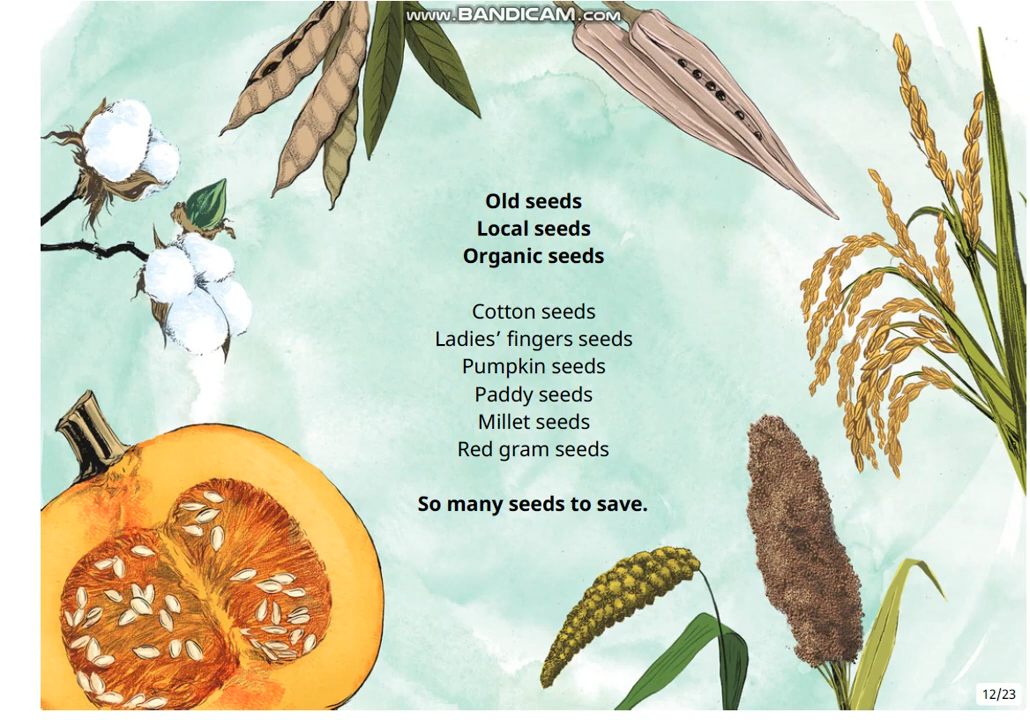 www.BANDICAM.com
Old seeds
Local seeds
Organic seeds
Cotton seeds
Ladies’ fingers seeds
Pumpkin seeds
Paddy seeds
Millet seeds
Red gram seeds
So many seeds to save.
12/23